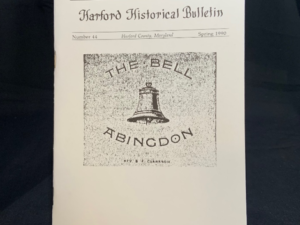 Harford Historical Bulletin
Number 44 Harford County, Maryland Spring 1990
THE BELL
ABINGDON